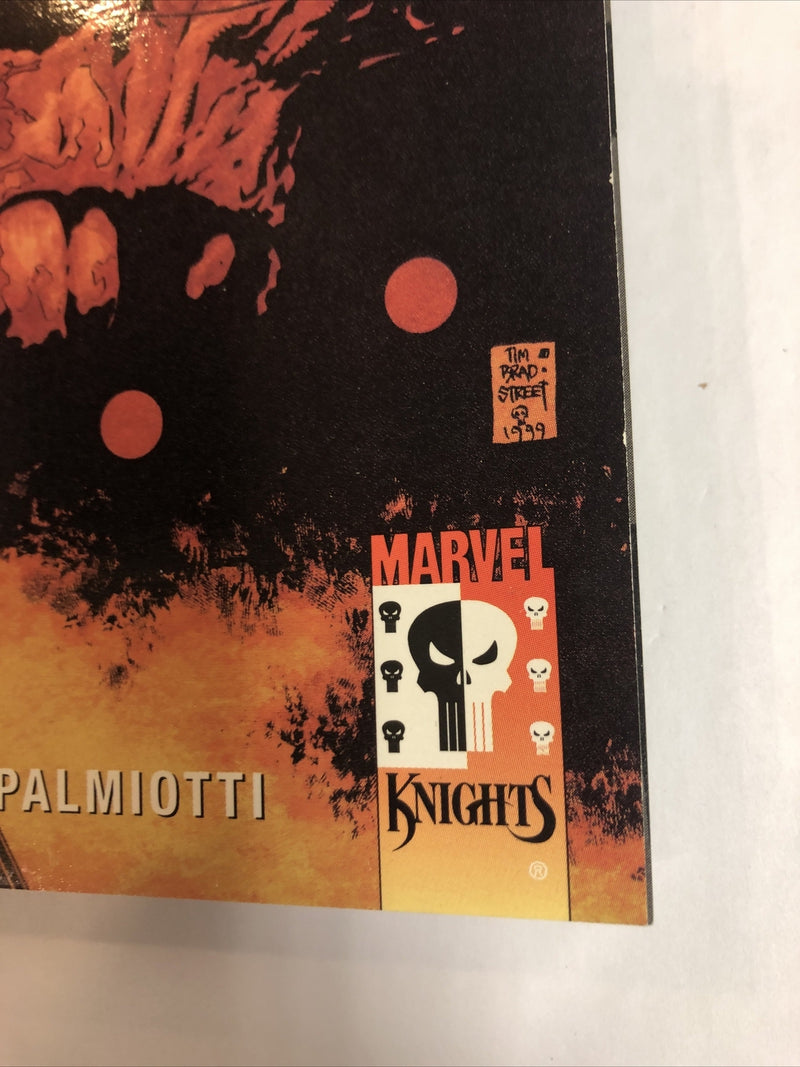 TIM
BRAD
STREET
1999
MARVEL
PALMIOTTI
KNIGHTS
®